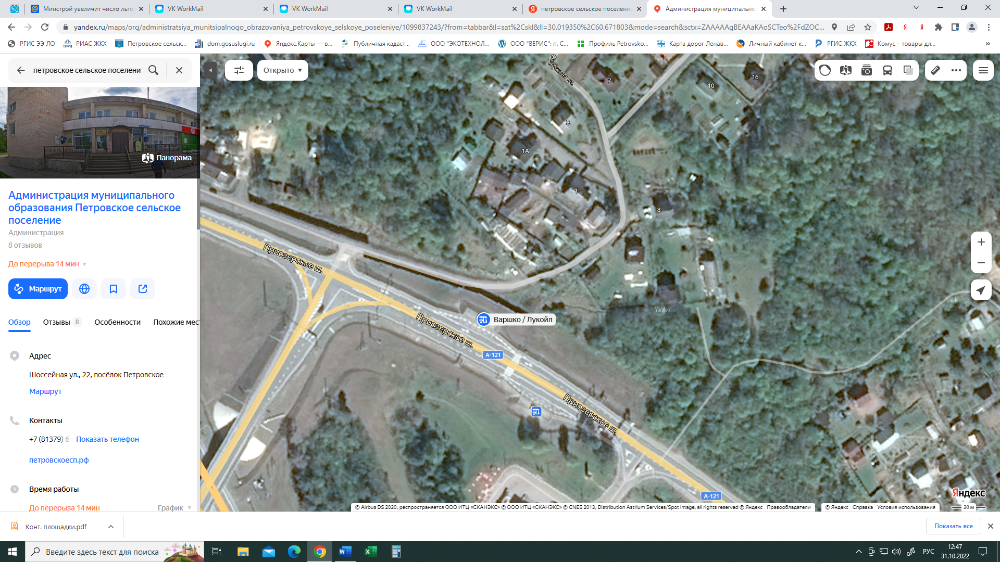 Минстрой увеличит число льго
VK WorkMail
VK WorkMail
VK WorkMail
петровское сельское поселение
Администрация муниципально
yandex.ru/maps/org/administratsiya_munitsipalnogo_obrazovaniya_petrovskoye_selskoye_poseleniye/1099837243/?from=tabbar&l=sat%2Cskl&ll=30.019350%2C60.671803&mode=search&sctx=ZAAAAAgBEAAaKAoSCTeo%2FdZOC...
РГИС ЭЭ ЛО
РИАС ЖКХ
Петровское сельск...
dom.gosuslugi.ru
Яндекс.Карты — в...
Публичная кадаст...
ООО "ЭКОТЕХНОЛ...
ООО "ВЕРИС": п. С...
Профиль Petrovsko...
Карта дорог Ленав...
Личный кабинет к...
РГИС ЖКХ
Комус – товары дл...
петровское сельское поселени
Открыто
Панорама
Администрация муниципального
образования Петровское сельское
поселение
Администрация
8 отзывов
До перерыва 14 мин
Маршрут
Обзор
Отзывы 8
Особенности
Похожие мест
Адрес
Шоссейная ул., 22, посёлок Петровское
Маршрут
Контакты
+7 (81379) 6-
Показать телефон
петровскоесп.рф
Время работы
До перерыва 14 мин
График
Окружная ул.
Yandex
7
10
16
3
1А
1
8
Приозерское ш.
Yandex
Yandex
Yandex
Варшко / Лукойл
Приозерское ш.
А-121
Приозерское ш.
А-121
Яндекс
© Airbus DS 2020, распространяется ООО ИТЦ «СКАНЭКС» © ООО ИТЦ «СКАНЭКС» © CNES 2013, Distribution Astrium Services/Spot Image, all rights reserved © Яндекс Правообладатели
© Яндекс Справка Условия использования
20 м
Конт. площадки.pdf
Показать все
Введите здесь текст для поиска
РУС
12:47
31.10.2022